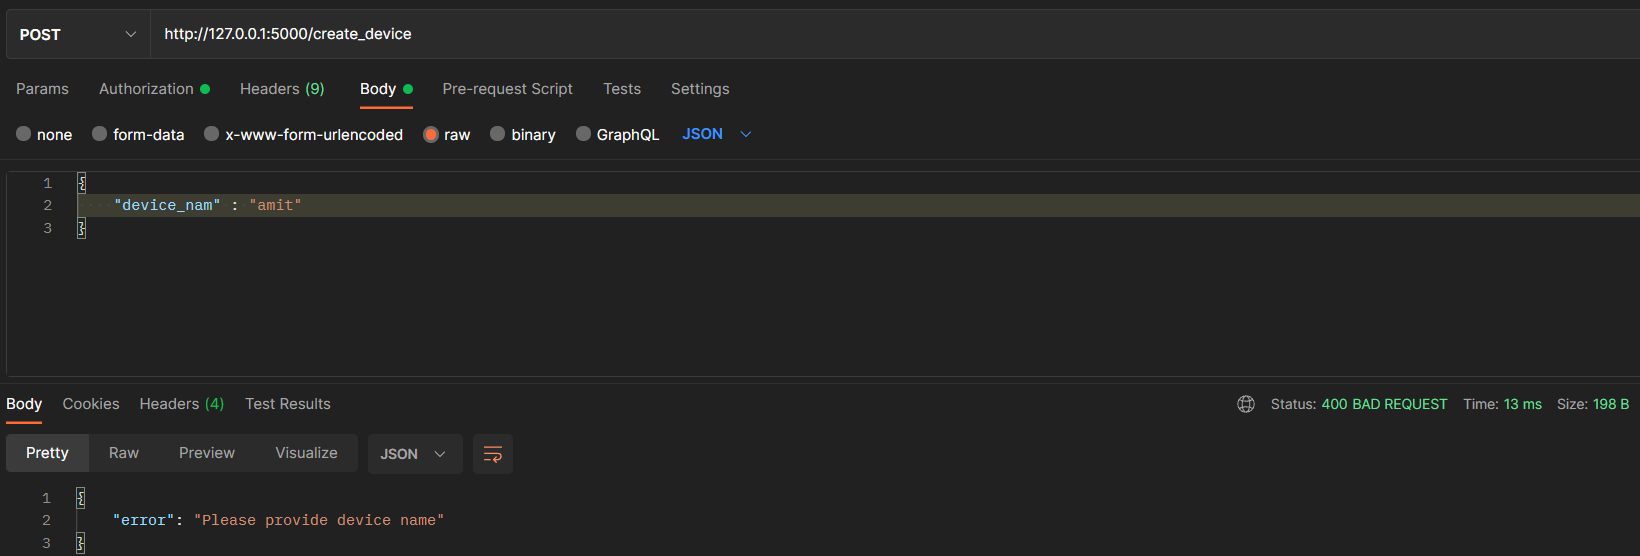 POST http://127.0.0.1:5000/create_device
Params Authorization Headers (9) Body Pre-request Script Tests Settings
none form-data x-www-form-urlencoded raw binary GraphQL JSON
1 {
2 "device_nam" : "amit"
3 }
Body Cookies Headers (4) Test Results Status: 400 BAD REQUEST Time: 13 ms Size: 198 B
Pretty Raw Preview Visualize JSON
1 {
2 "error": "Please provide device name"
3 }